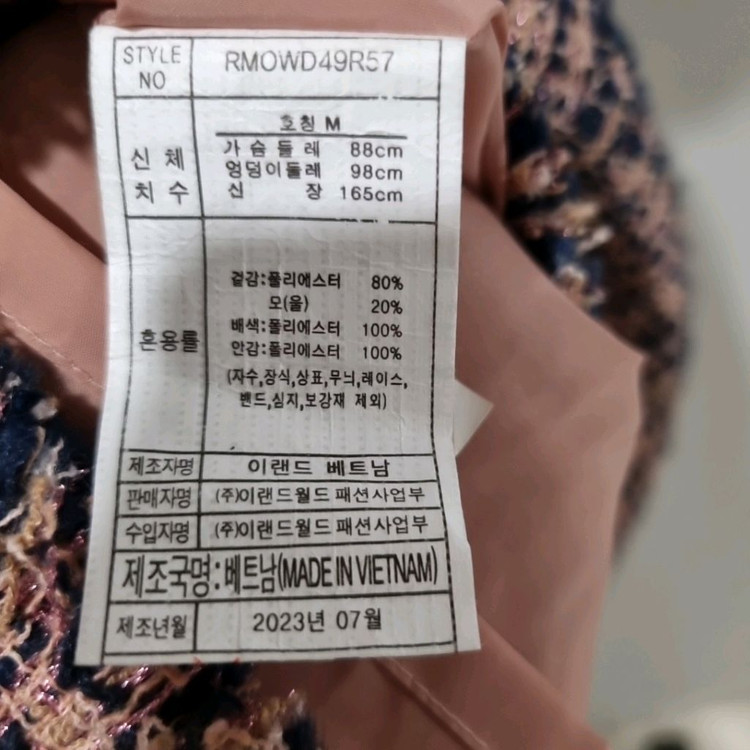 STYLE NO RMOWD49R57
호칭 M
신체 치수
가슴둘레 88cm
엉덩이둘레 98cm
신장 165cm
혼용률
겉감:폴리에스터 80%
모(울) 20%
배색:폴리에스터 100%
안감:폴리에스터 100%
(자수,장식,상표,무늬,레이스,
밴드,심지,보강재 제외)
제조자명 이랜드 베트남
판매자명 (주)이랜드월드 패션사업부
수입자명 (주)이랜드월드 패션사업부
제조국명:베트남(MADE IN VIETNAM)
제조년월 2023년 07월